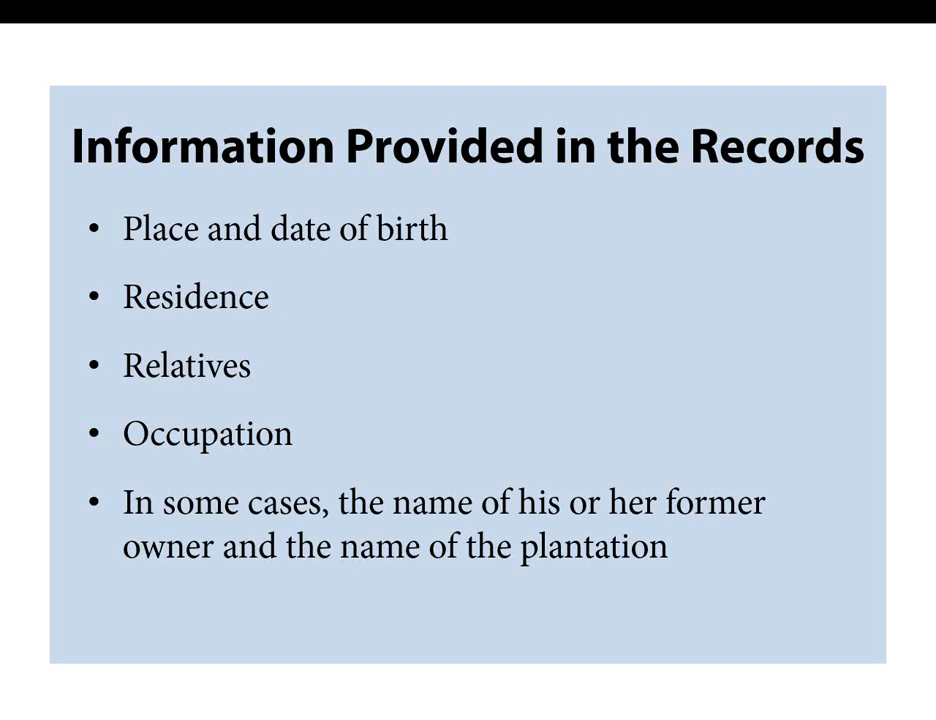 Information Provided in the Records
• Place and date of birth
• Residence
• Relatives
• Occupation
• In some cases, the name of his or her former
owner and the name of the plantation